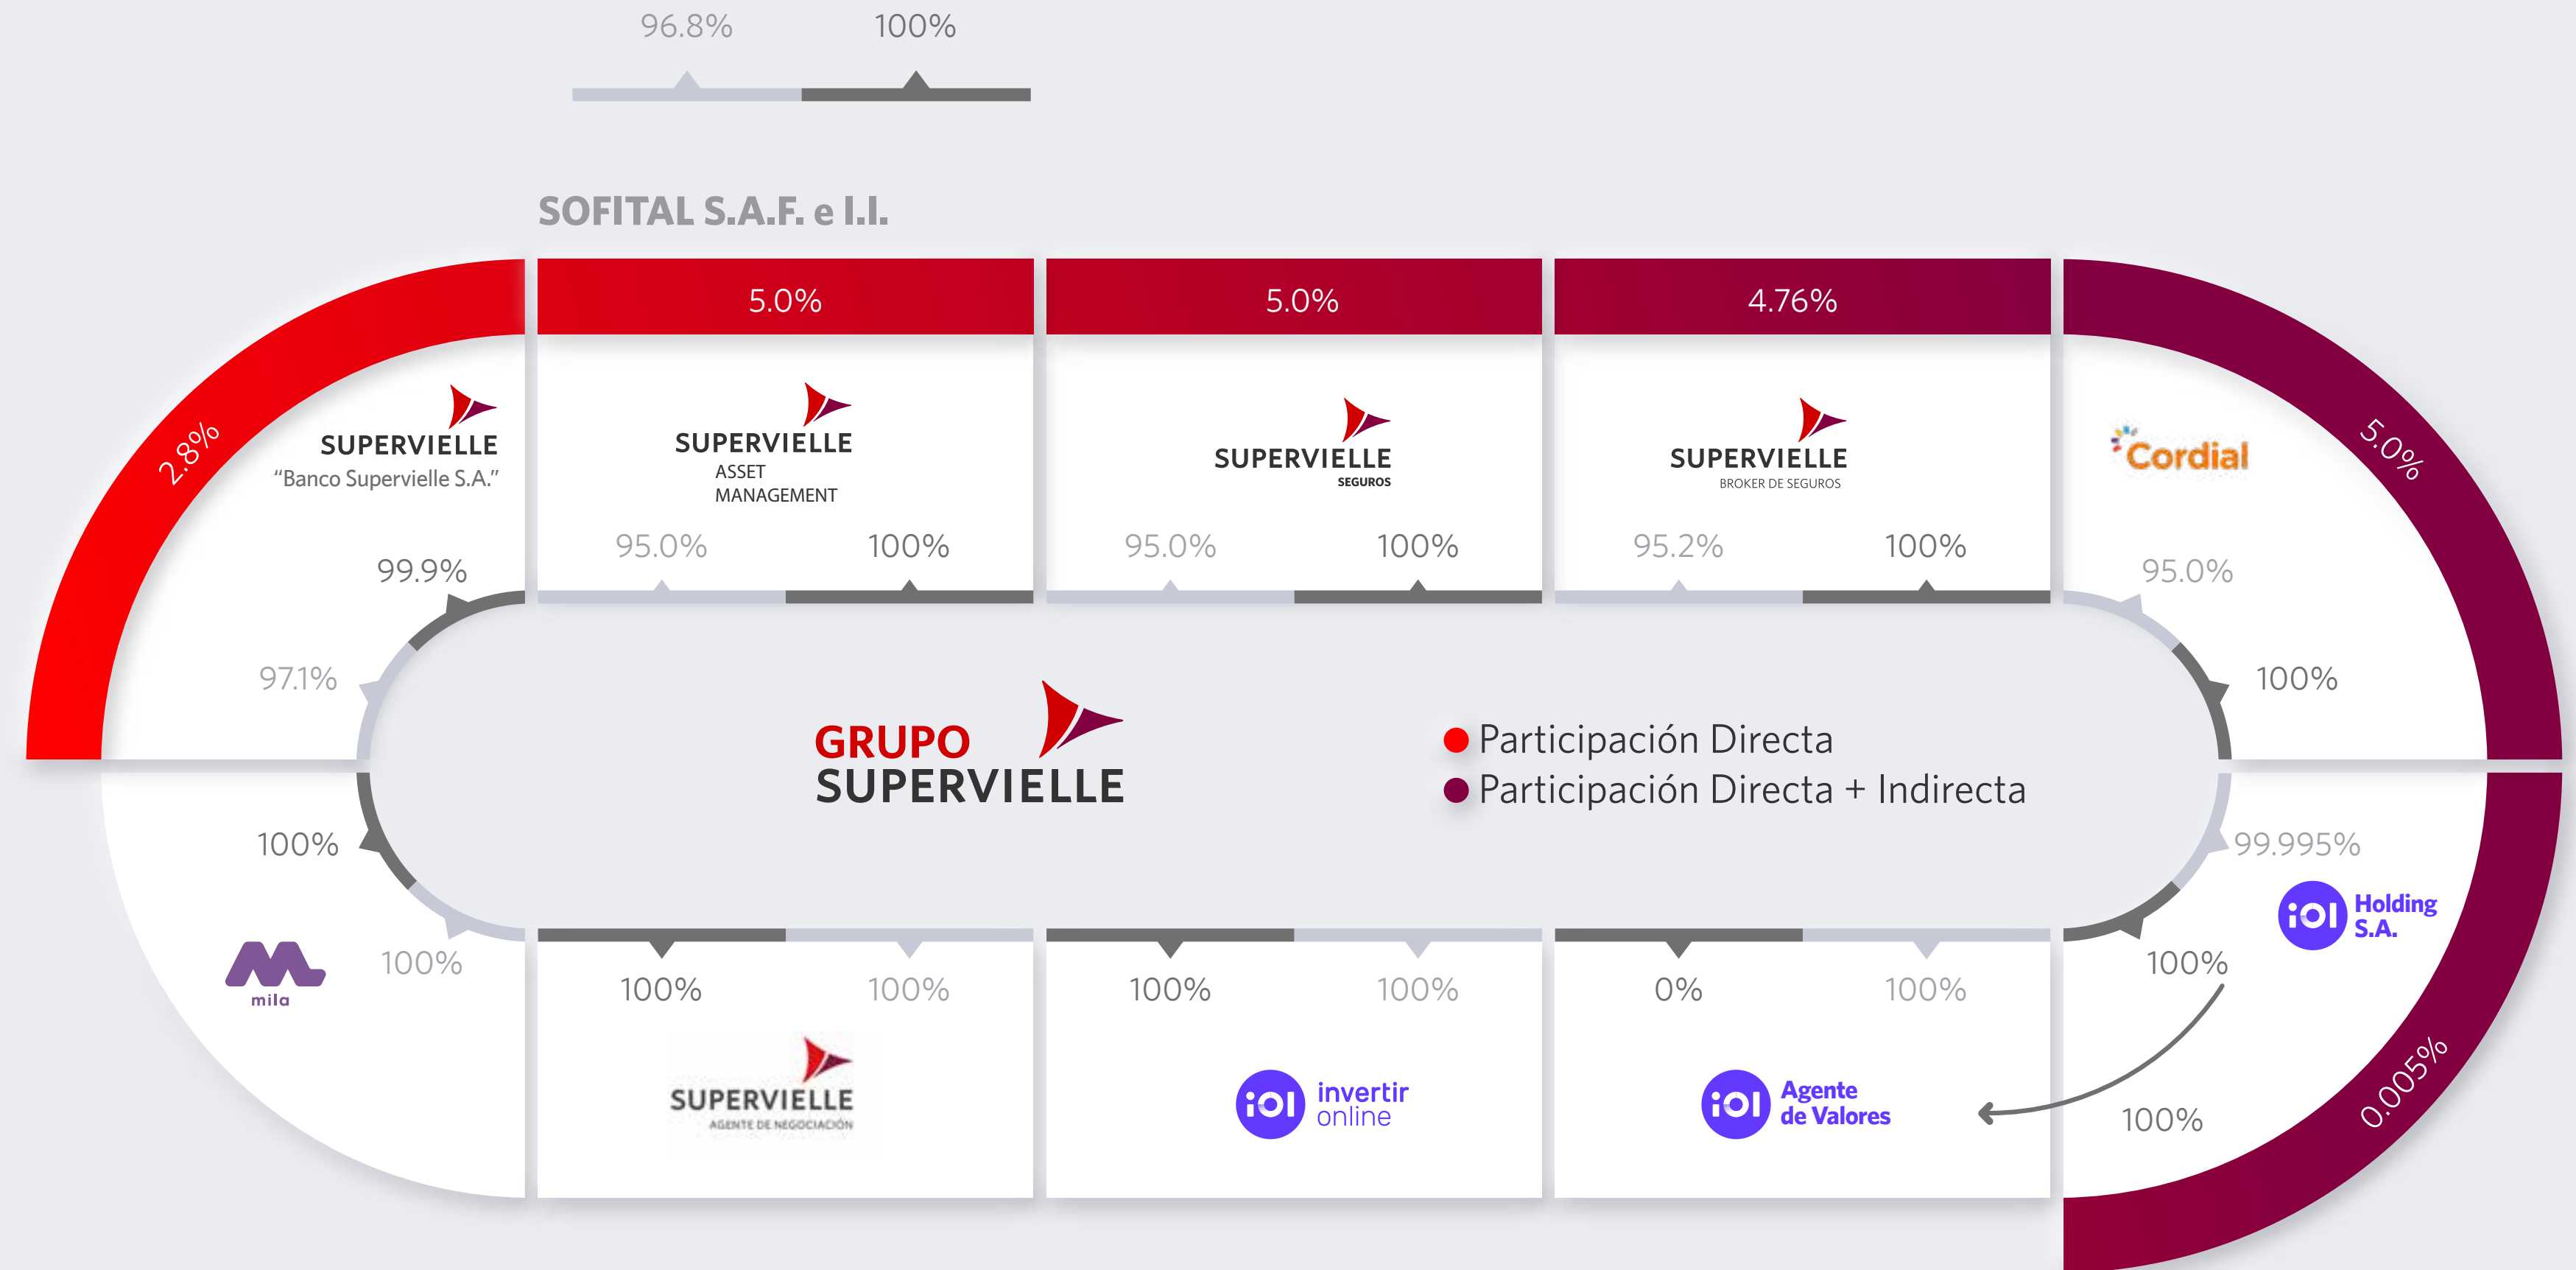 96.8% 100%
SOFITAL S.A.F. e I.I.
2.8%
5.0%
5.0%
4.76%
5.0%
SUPERVIELLE
“Banco Supervielle S.A.”
99.9%
97.1%
SUPERVIELLE
ASSET
MANAGEMENT
95.0% 100%
SUPERVIELLE
SEGUROS
95.0% 100%
SUPERVIELLE
BROKER DE SEGUROS
95.2% 100%
Cordial
95.0%
100%
GRUPO
SUPERVIELLE
Participación Directa
Participación Directa + Indirecta
100%
100%
mila
100% 100%
SUPERVIELLE
AGENTE DE NEGOCIACIÓN
100% 100%
iOl
invertir
online
0% 100%
iOl
Agente
de Valores
99.995%
iOl
Holding
S.A.
100%
100%
0.005%